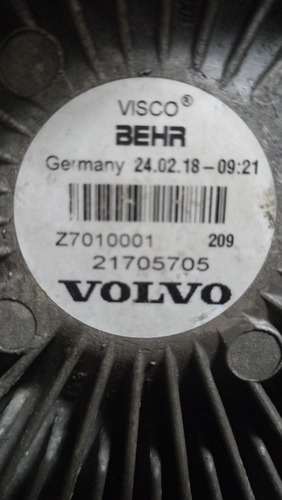 VISCO®
BEHR
Germany 24.02.18-09:21
Z7010001 209
21705705
VOLVO